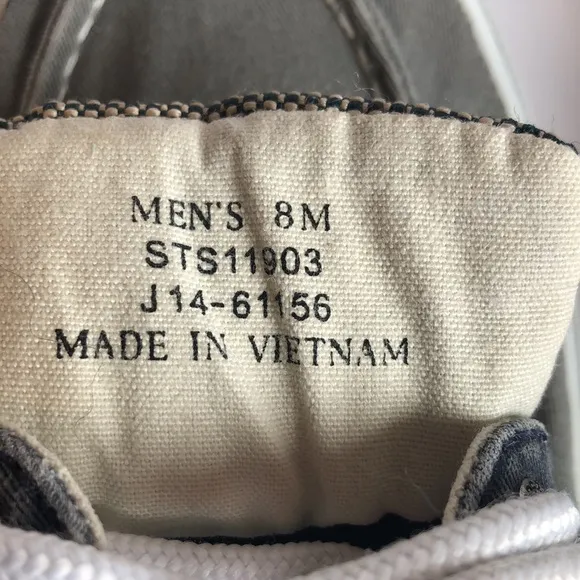 MEN'S 8M
STS11903
J14-61156
MADE IN VIETNAM